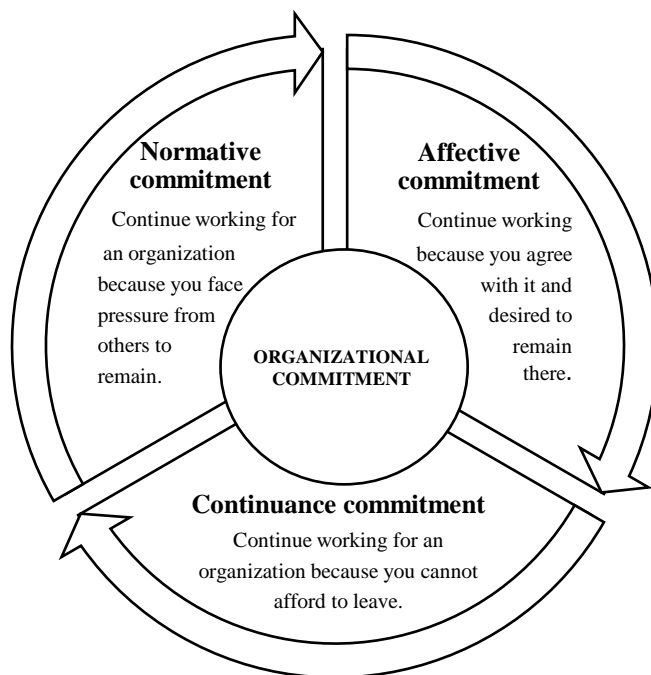 Normative
commitment
Continue working for
an organization
because you face
pressure from
others to
remain.
Affective
commitment
Continue working
because you agree
with it and
desired to
remain
there.
ORGANIZATIONAL
COMMITMENT
Continuance commitment
Continue working for an
organization because you cannot
afford to leave.